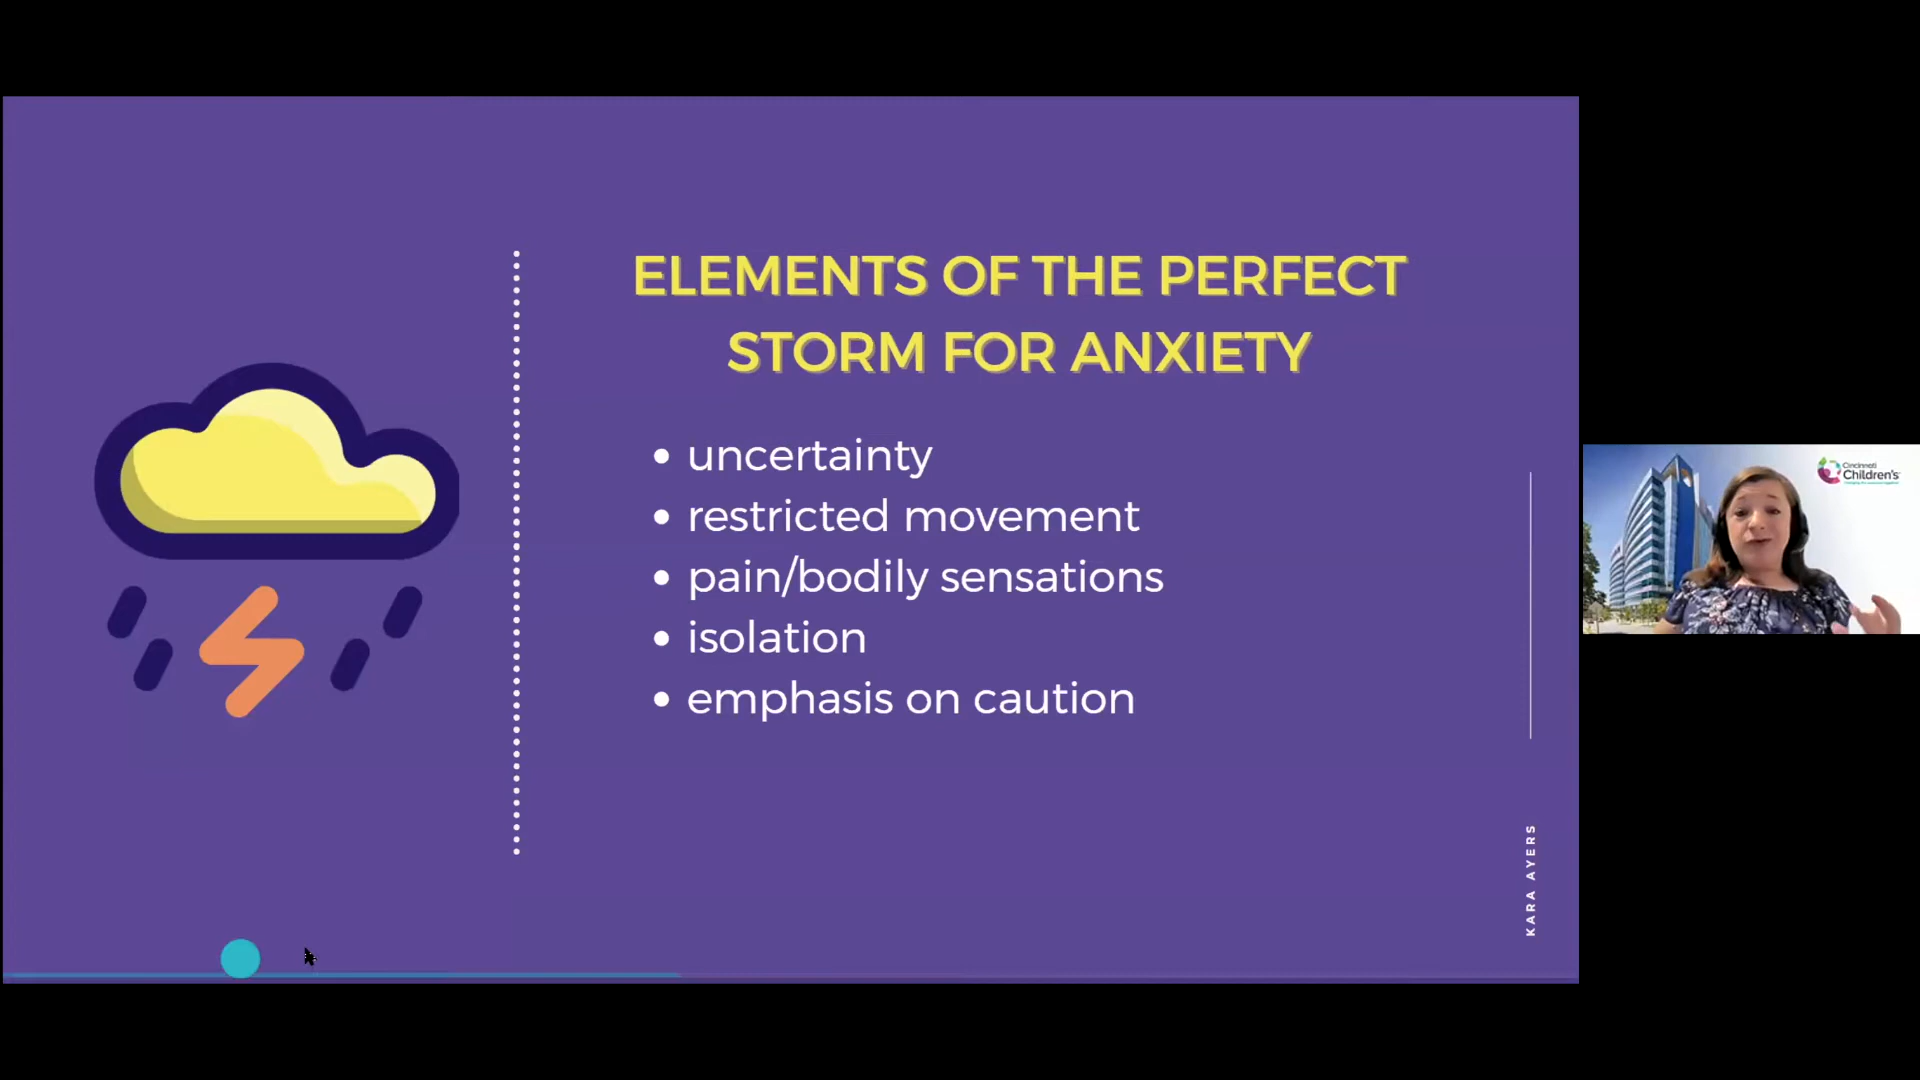 ELEMENTS OF THE PERFECT
STORM FOR ANXIETY
• uncertainty
• restricted movement
• pain/bodily sensations
• isolation
• emphasis on caution
KARA AYERS
Cincinnati
Children's